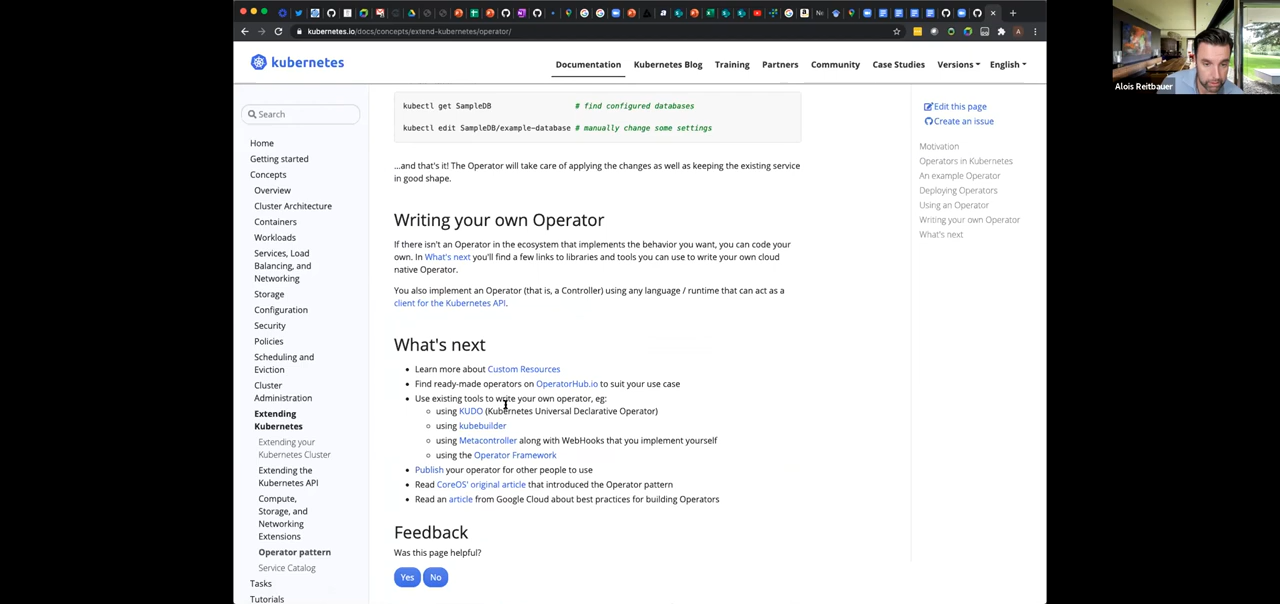 kubernetes.io/docs/concepts/extend-kubernetes/operator/
kubernetes
Documentation
Kubernetes Blog
Training
Partners
Community
Case Studies
Versions
English
Alois Reitbauer
Search
Home
Getting started
Concepts
Overview
Cluster Architecture
Containers
Workloads
Services, Load
Balancing, and
Networking
Storage
Configuration
Security
Policies
Scheduling and
Eviction
Cluster
Administration
Extending
Kubernetes
Extending your
Kubernetes Cluster
Extending the
Kubernetes API
Compute,
Storage, and
Networking
Extensions
Operator pattern
Service Catalog
Tasks
Tutorials
kubectl get SampleDB # find configured databases
kubectl edit SampleDB/example-database # manually change some settings
…and that's it! The Operator will take care of applying the changes as well as keeping the existing service
in good shape.
Writing your own Operator
If there isn't an Operator in the ecosystem that implements the behavior you want, you can code your
own. In What's next you'll find a few links to libraries and tools you can use to write your own cloud
native Operator.
You also implement an Operator (that is, a Controller) using any language / runtime that can act as a
client for the Kubernetes API.
What's next
• Learn more about Custom Resources
• Find ready-made operators on OperatorHub.io to suit your use case
• Use existing tools to write your own operator, eg:
○ using KUDO (Kubernetes Universal Declarative Operator)
○ using kubebuilder
○ using Metacontroller along with WebHooks that you implement yourself
○ using the Operator Framework
• Publish your operator for other people to use
• Read CoreOS' original article that introduced the Operator pattern
• Read an article from Google Cloud about best practices for building Operators
Feedback
Was this page helpful?
Yes
No
Edit this page
Create an issue
Motivation
Operators in Kubernetes
An example Operator
Deploying Operators
Using an Operator
Writing your own Operator
What's next